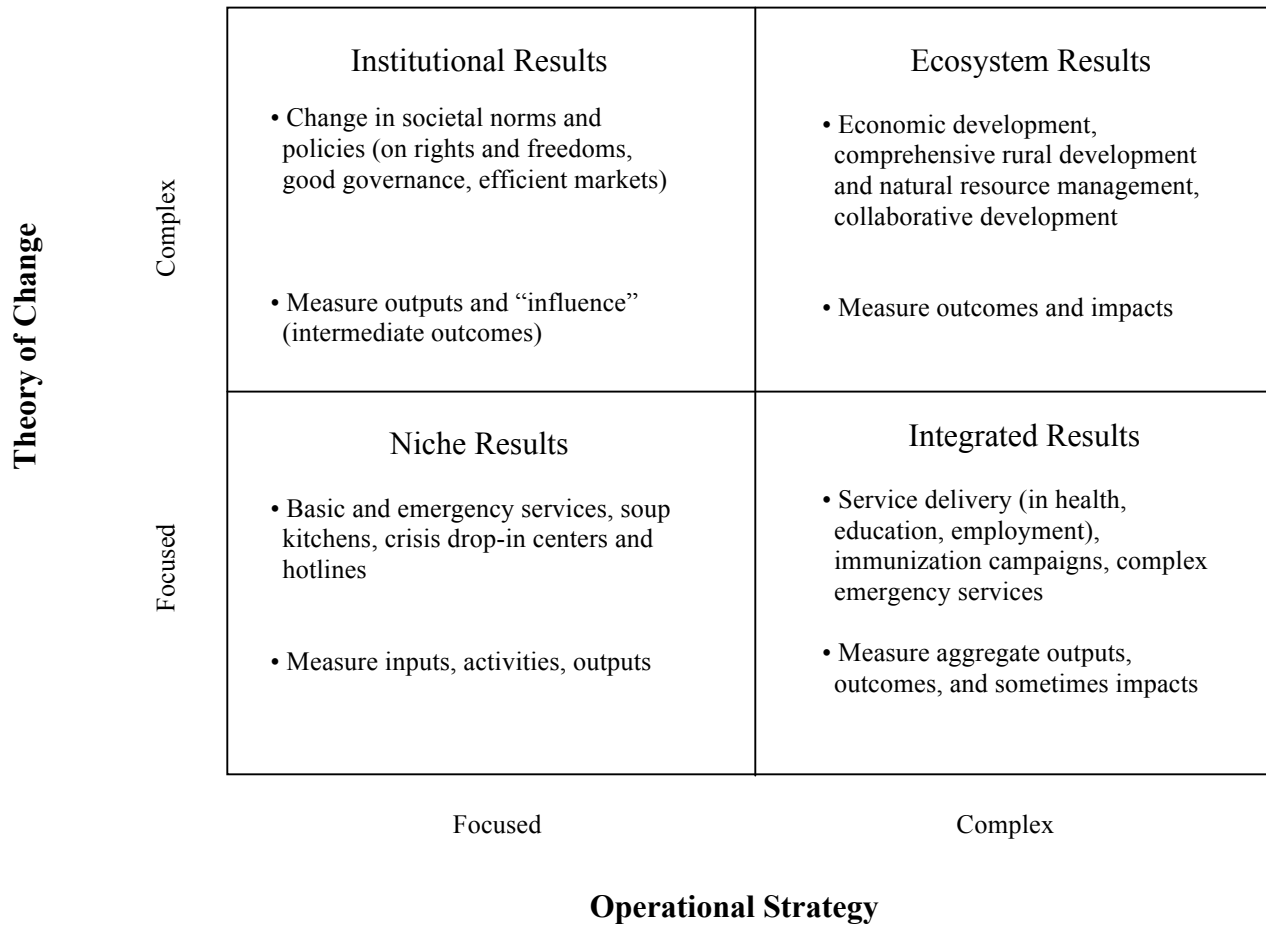 Theory of Change
Complex
Focused
Institutional Results
• Change in societal norms and
policies (on rights and freedoms,
good governance, efficient markets)
• Measure outputs and “influence”
(intermediate outcomes)
Ecosystem Results
• Economic development,
comprehensive rural development
and natural resource management,
collaborative development
• Measure outcomes and impacts
Niche Results
• Basic and emergency services, soup
kitchens, crisis drop-in centers and
hotlines
• Measure inputs, activities, outputs
Integrated Results
• Service delivery (in health,
education, employment),
immunization campaigns, complex
emergency services
• Measure aggregate outputs,
outcomes, and sometimes impacts
Focused
Complex
Operational Strategy